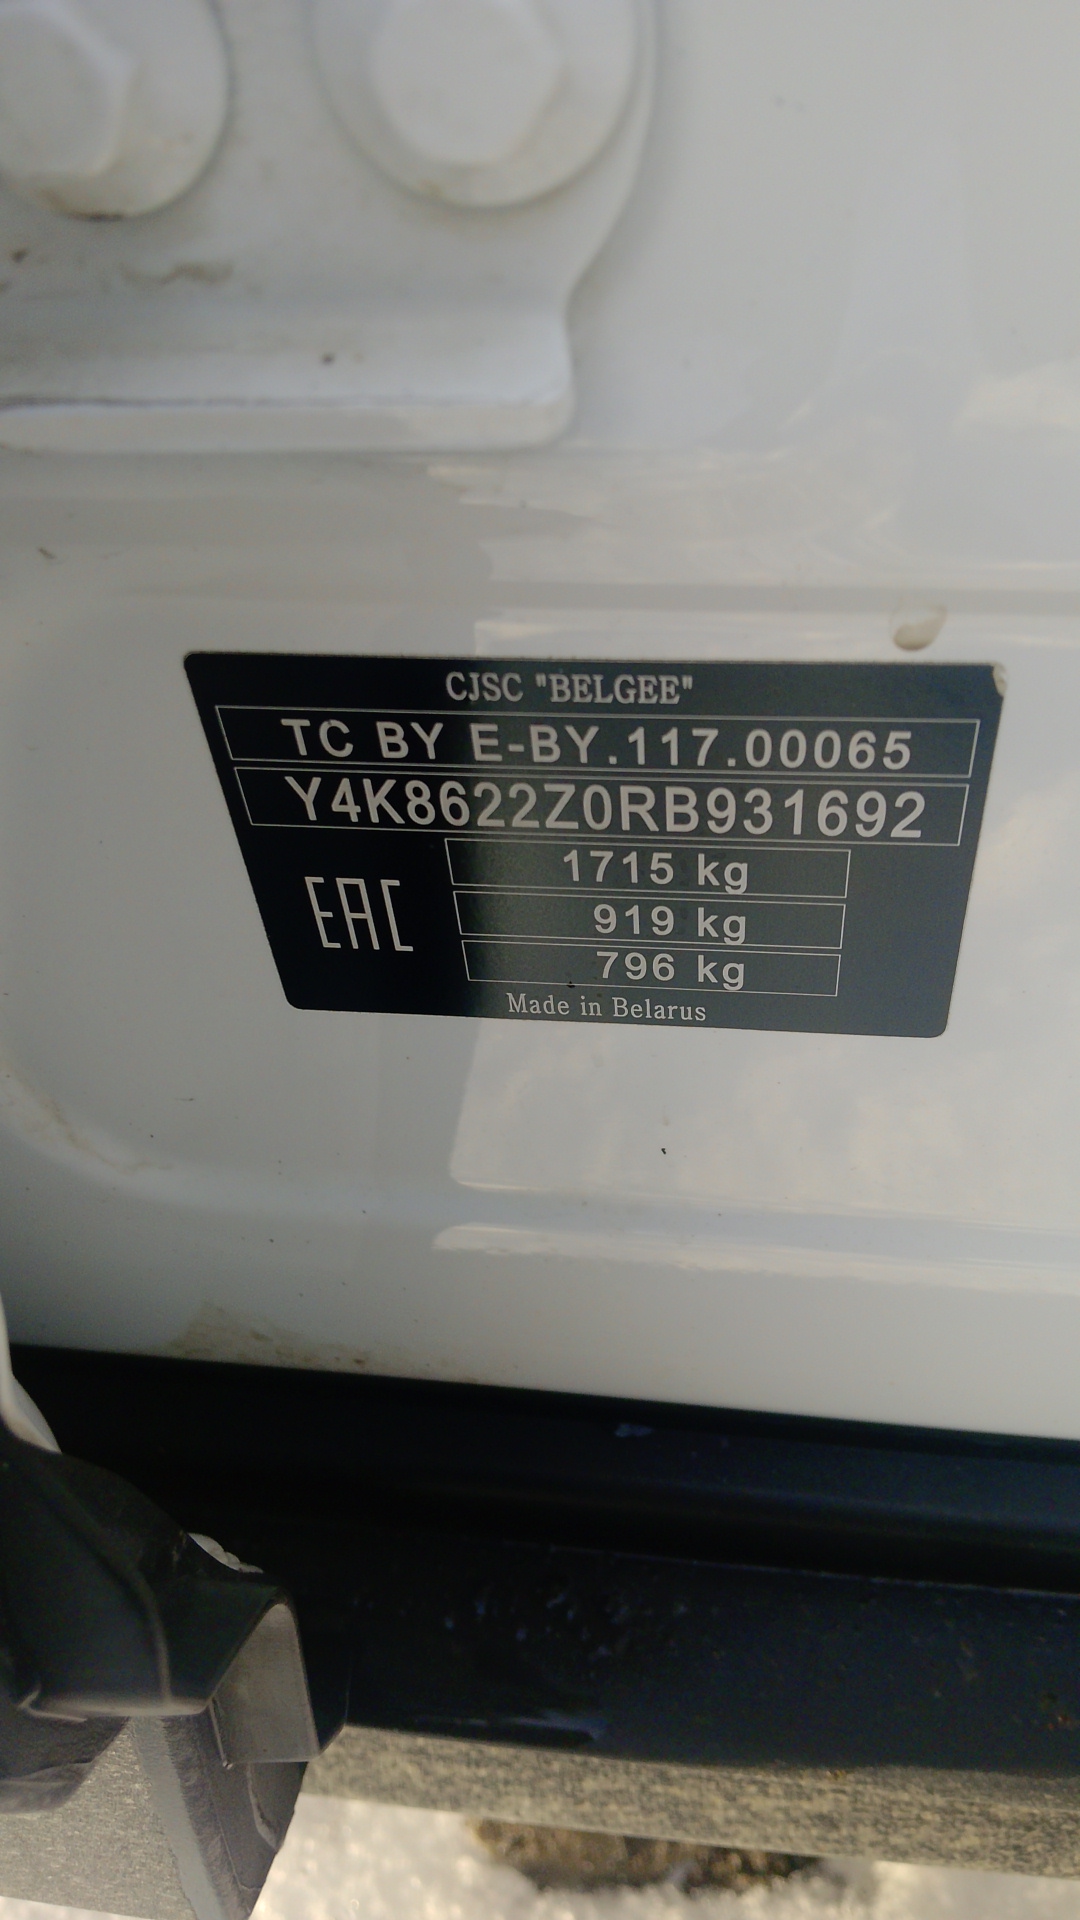 CJSC "BELGEE"
TC BY E-BY.117.00065
Y4K8622Z0RB931692
1715 kg
EAC
919 kg
796 kg
Made in Belarus